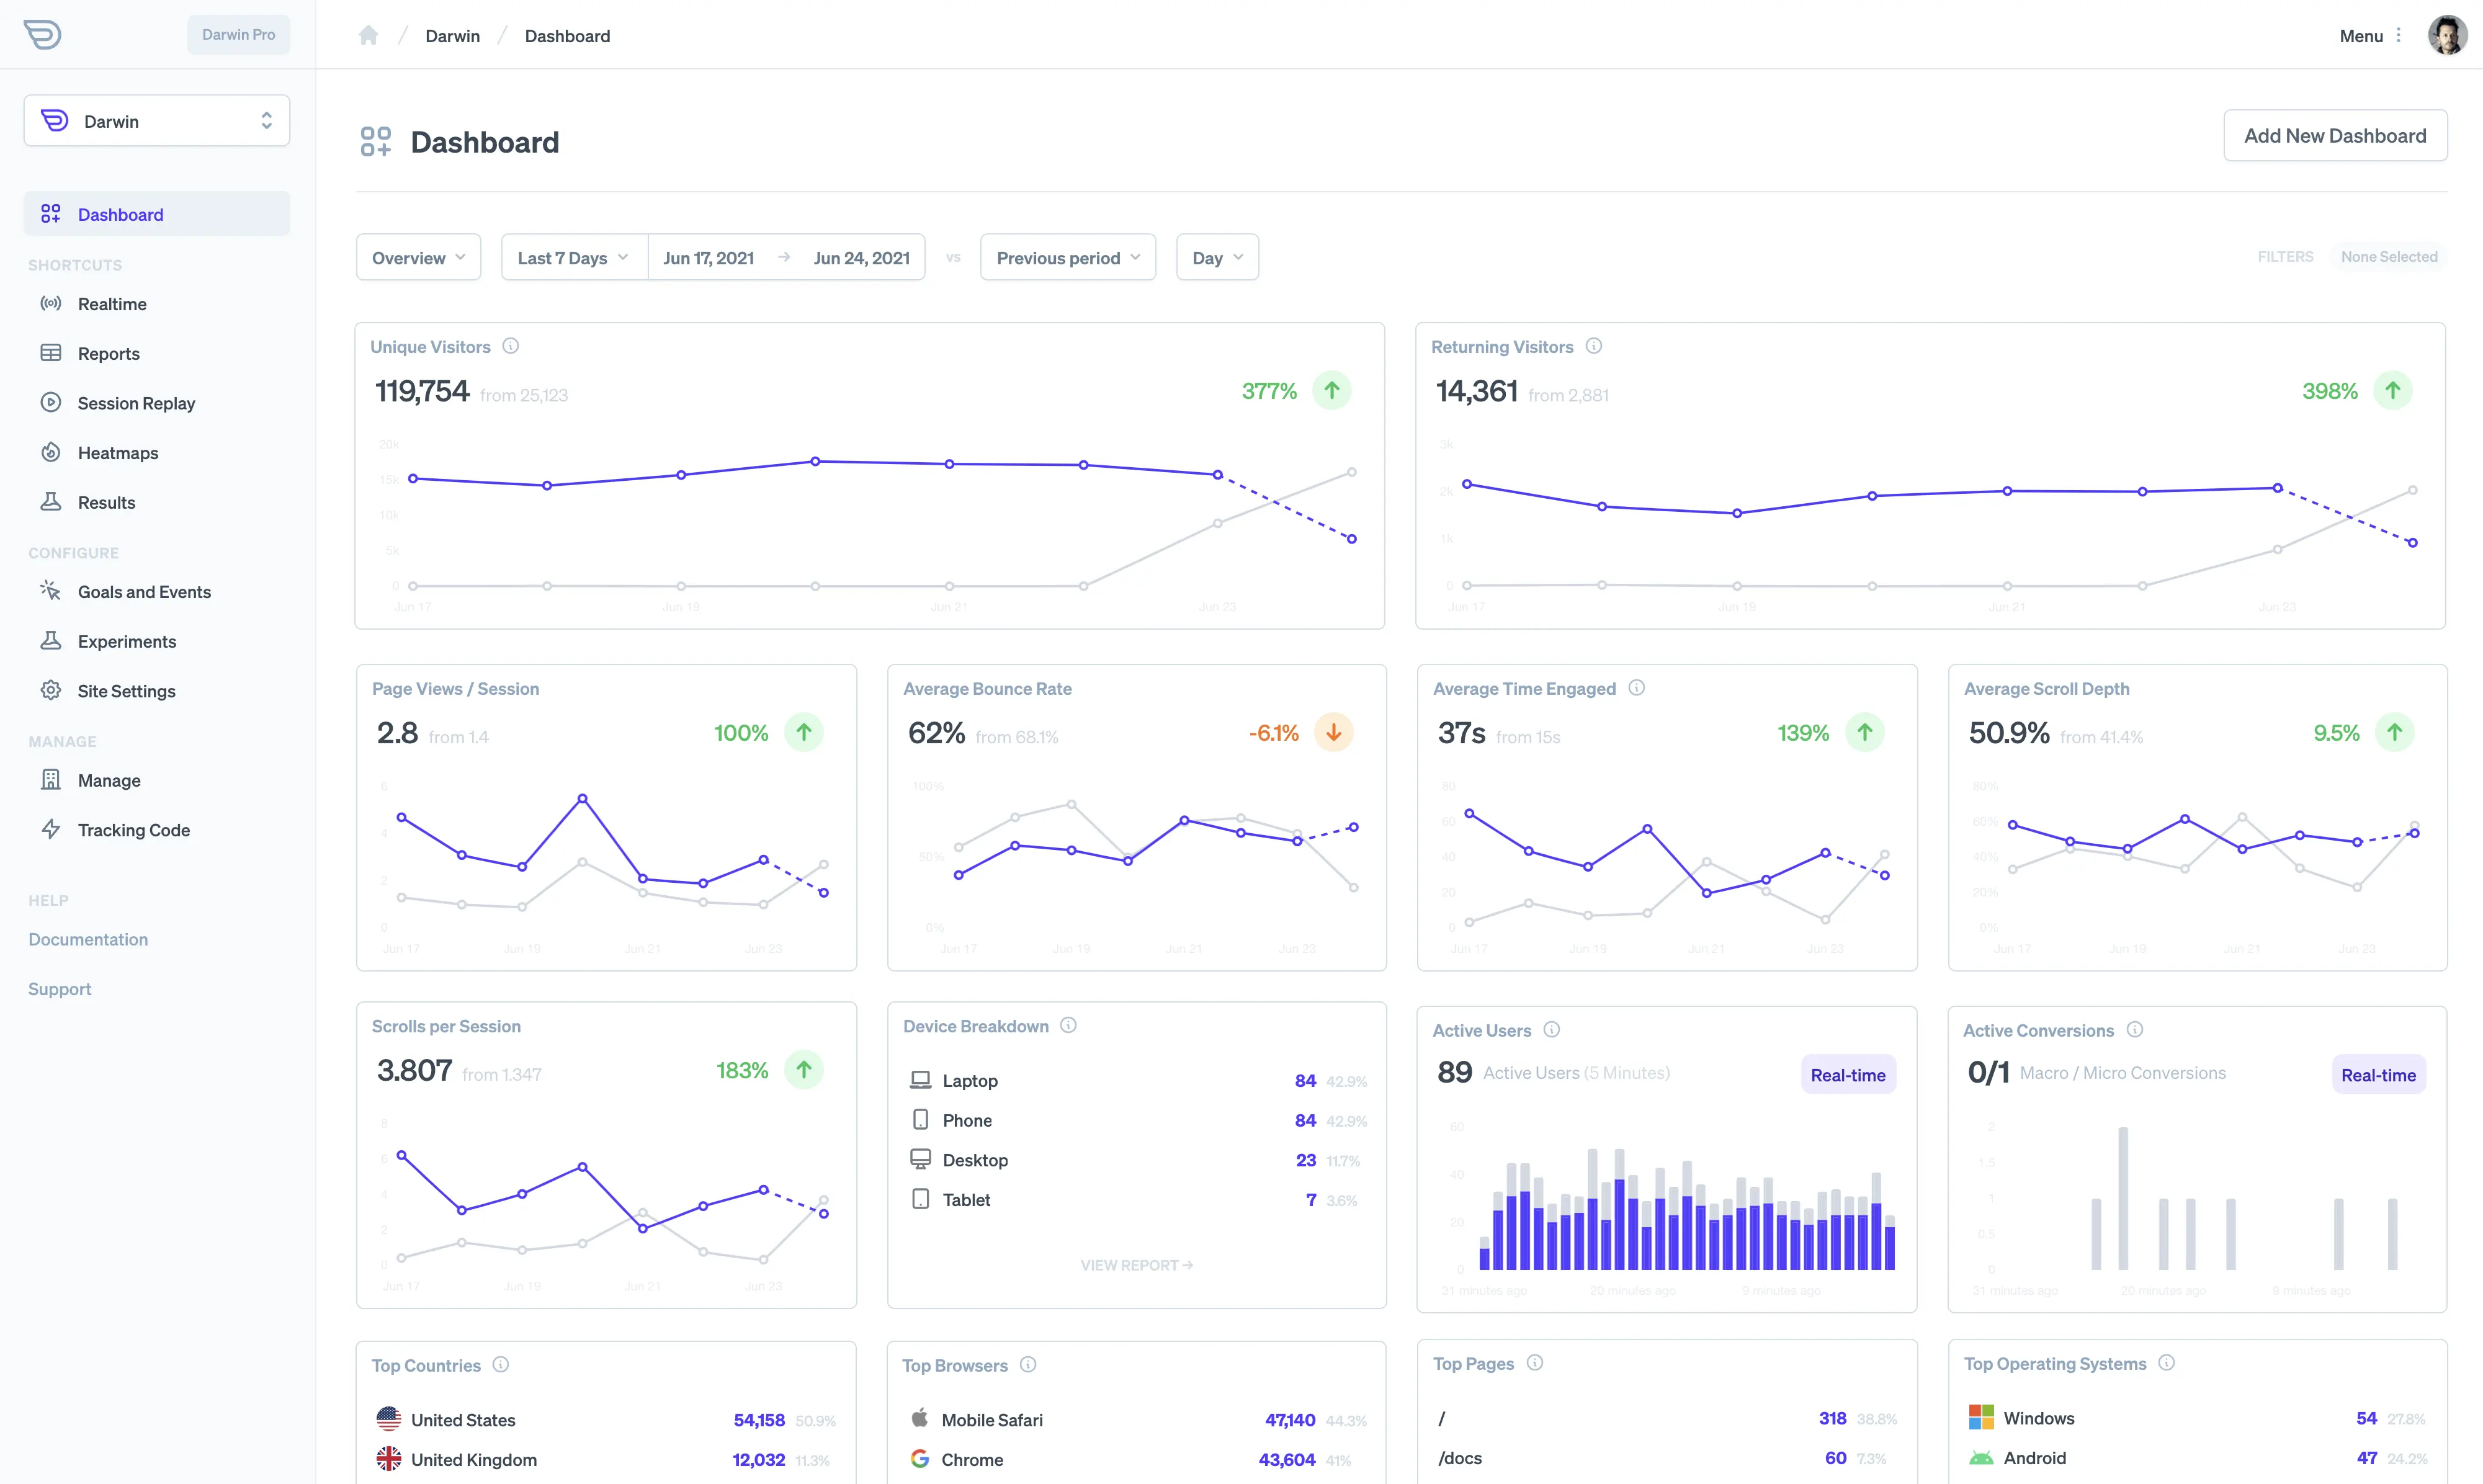 Darwin Pro
Darwin
Dashboard
SHORTCUTS
Realtime
Reports
Session Replay
Heatmaps
Results
CONFIGURE
Goals and Events
Experiments
Site Settings
MANAGE
Manage
Tracking Code
HELP
Documentation
Support
/ Darwin / Dashboard
Menu
Dashboard
Add New Dashboard
Overview
Last 7 Days
Jun 17, 2021 → Jun 24, 2021
vs
Previous period
Day
FILTERS None Selected
Unique Visitors
119,754 from 25,123
377%
20k
15k
10k
5k
0
Jun 17 Jun 19 Jun 21 Jun 23
Returning Visitors
14,361 from 2,881
398%
3k
2k
1k
0
Jun 17 Jun 19 Jun 21 Jun 23
Page Views / Session
2.8 from 1.4
100%
6
4
2
0
Jun 17 Jun 19 Jun 21 Jun 23
Average Bounce Rate
62% from 68.1%
-6.1%
100%
50%
0%
Jun 17 Jun 19 Jun 21 Jun 23
Average Time Engaged
37s from 15s
139%
80
60
40
20
0
Jun 17 Jun 19 Jun 21 Jun 23
Average Scroll Depth
50.9% from 41.4%
9.5%
80%
60%
40%
20%
0%
Jun 17 Jun 19 Jun 21 Jun 23
Scrolls per Session
3.807 from 1.347
183%
8
6
4
2
0
Jun 17 Jun 19 Jun 21 Jun 23
Device Breakdown
Laptop 84 42.9%
Phone 84 42.9%
Desktop 23 11.7%
Tablet 7 3.6%
VIEW REPORT →
Active Users
89 Active Users (5 Minutes)
Real-time
60
40
20
0
31 minutes ago 20 minutes ago 9 minutes ago
Active Conversions
0/1 Macro / Micro Conversions
Real-time
2
1.5
1
0.5
0
31 minutes ago 20 minutes ago 9 minutes ago
Top Countries
United States 54,158 50.9%
United Kingdom 12,032 11.3%
Top Browsers
Mobile Safari 47,140 44.3%
Chrome 43,604 41%
Top Pages
/ 318 38.8%
/docs 60 7.3%
Top Operating Systems
Windows 54 27.8%
Android 47 24.2%